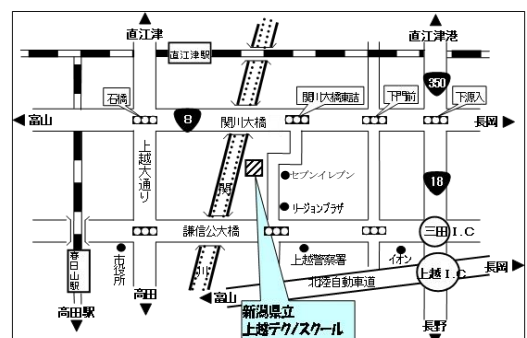 直江津
直江津港
直江津駅
350
石橋
関川大橋東詰
下門前
下源入
富山
8
関川大橋
長岡
上越大通り
関
セブンイレブン
18
リージョンプラザ
謙信公大橋
三田I.C
春日山駅
市役所
川
上越警察署
イオン
上越I.C
長岡
高田
富山
北陸自動車道
高田駅
新潟県立
上越テクノスクール
長野